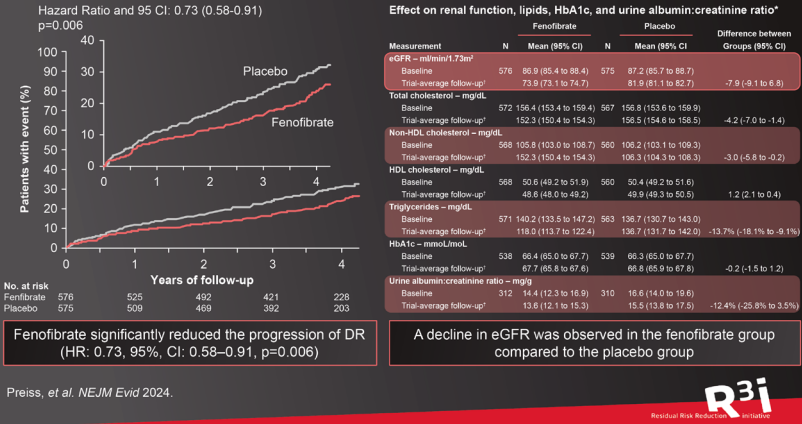 Hazard Ratio and 95 CI: 0.73 (0.58-0.91)
p=0.006
Patients with event (%)
100
90
80
70
60
50
40
30
20
10
0
40
30
20
10
0
0 1 2 3 4
Placebo
Fenofibrate
0 1 2 3 4
Years of follow-up
No. at risk
Fenfibrate 576 525 492 421 228
Placebo 575 509 469 392 203
Fenofibrate significantly reduced the progression of DR
(HR: 0.73, 95%, CI: 0.58–0.91, p=0.006)
Effect on renal function, lipids, HbA1c, and urine albumin:creatinine ratio*
Fenofibrate Placebo Difference between
Measurement N Mean (95% CI) N Mean (95% CI) Groups (95% CI)
eGFR – ml/min/1.73m²
Baseline 576 86.9 (85.4 to 88.4) 575 87.2 (85.7 to 88.7)
Trial-average follow-up† 73.9 (73.1 to 74.7) 81.9 (81.1 to 82.7) -7.9 (-9.1 to 6.8)
Total cholesterol – mg/dL
Baseline 572 156.4 (153.4 to 159.4) 567 156.8 (153.6 to 159.9)
Trial-average follow-up† 152.3 (150.4 to 154.3) 156.5 (154.6 to 158.5) -4.2 (-7.0 to -1.4)
Non-HDL cholesterol – mg/dL
Baseline 568 105.8 (103.0 to 108.7) 560 106.2 (103.1 to 109.3)
Trial-average follow-up† 152.3 (150.4 to 154.3) 106.3 (104.3 to 108.3) -3.0 (-5.8 to -0.2)
HDL cholesterol – mg/dL
Baseline 568 50.6 (49.2 to 51.9) 560 50.4 (49.2 to 51.6)
Trial-average follow-up† 48.6 (48.0 to 49.2) 49.9 (49.3 to 50.5) 1.2 (2.1 to 0.4)
Triglycerides – mg/dL
Baseline 571 140.2 (133.5 to 147.2) 563 136.7 (130.7 to 143.0)
Trial-average follow-up† 118.0 (113.7 to 122.4) 136.7 (131.7 to 142.0) -13.7% (-18.1% to -9.1%)
HbA1c – mmoL/moL
Baseline 538 66.4 (65.0 to 67.7) 539 66.3 (65.0 to 67.7)
Trial-average follow-up† 67.7 (65.8 to 67.6) 66.8 (65.9 to 67.8) -0.2 (-1.5 to 1.2)
Urine albumin:creatinine ratio – mg/g
Baseline 312 14.4 (12.3 to 16.9) 310 16.6 (14.0 to 19.6)
Trial-average follow-up† 13.6 (12.1 to 15.3) 15.5 (13.8 to 17.5) -12.4% (-25.8% to 3.5%)
A decline in eGFR was observed in the fenofibrate group
compared to the placebo group
Preiss, et al. NEJM Evid 2024.
R3i
Residual Risk Reduction initiative